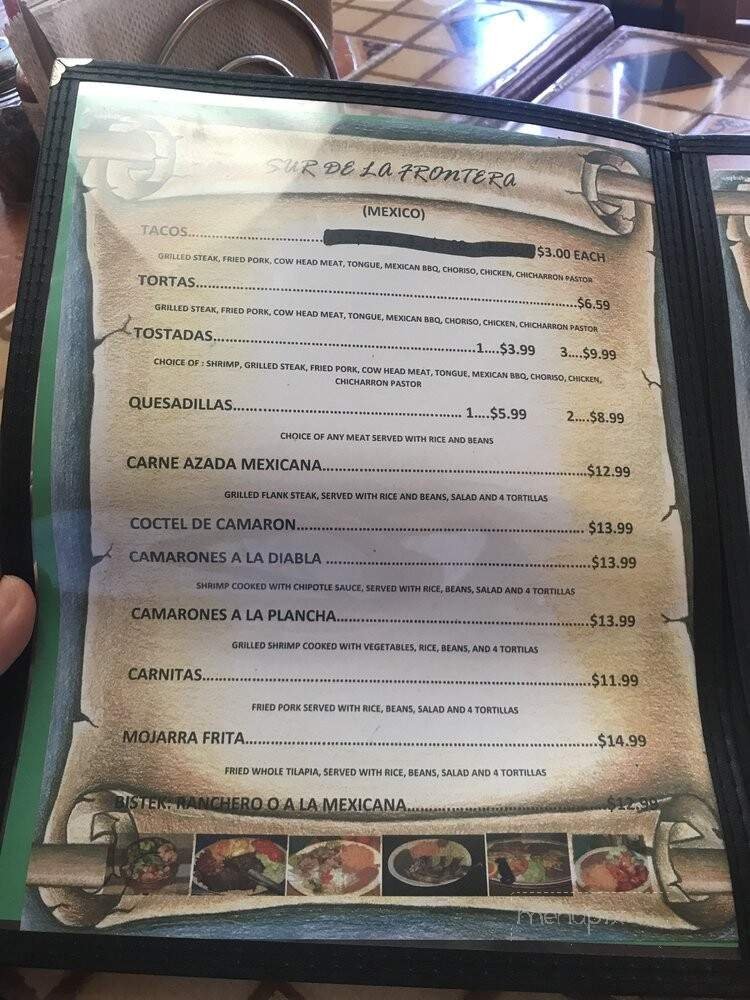 SUR DE LA FRONTERA
(MEXICO)
TACOS.......................... $3.00 EACH
GRILLED STEAK, FRIED PORK, COW HEAD MEAT, TONGUE, MEXICAN BBQ, CHORISO, CHICKEN, CHICHARRON PASTOR
TORTAS..........................$6.59
GRILLED STEAK, FRIED PORK, COW HEAD MEAT, TONGUE, MEXICAN BBQ, CHORISO, CHICKEN, CHICHARRON PASTOR
TOSTADAS..........................1....$3.99 3....$9.99
CHOICE OF : SHRIMP, GRILLED STEAK, FRIED PORK, COW HEAD MEAT, TONGUE, MEXICAN BBQ, CHORISO, CHICKEN,
CHICHARRON PASTOR
QUESADILLAS.......................... 1....$5.99 2....$8.99
CHOICE OF ANY MEAT SERVED WITH RICE AND BEANS
CARNE AZADA MEXICANA..........................$12.99
GRILLED FLANK STEAK, SERVED WITH RICE AND BEANS, SALAD AND 4 TORTILLAS
COCTEL DE CAMARON.......................... $13.99
CAMARONES A LA DIABLA ..........................$13.99
SHRIMP COOKED WITH CHIPOTLE SAUCE, SERVED WITH RICE, BEANS, SALAD AND 4 TORTILLAS
CAMARONES A LA PLANCHA..........................$13.99
GRILLED SHRIMP COOKED WITH VEGETABLES, RICE, BEANS, AND 4 TORTILAS
CARNITAS..........................$11.99
FRIED PORK SERVED WITH RICE, BEANS, SALAD AND 4 TORTILLAS
MOJARRA FRITA..........................$14.99
FRIED WHOLE TILAPIA, SERVED WITH RICE, BEANS, SALAD AND 4 TORTILLAS
BISTEK: RANCHERO O A LA MEXICANA..........................$12,99
menupix